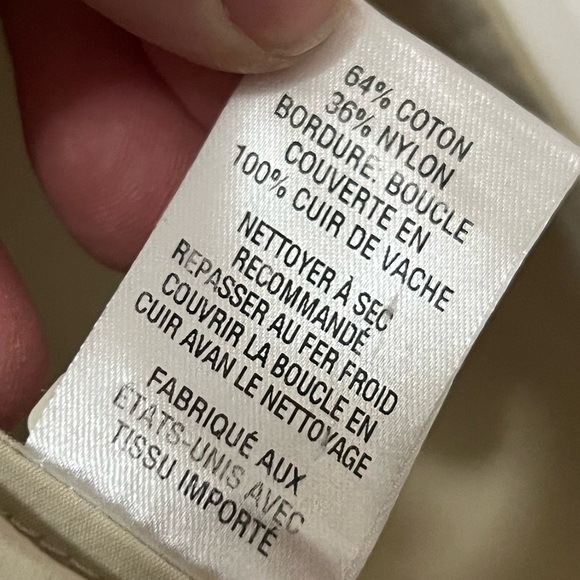 64% COTON
36% NYLON
BORDURE: BOUCLE
COUVERTE EN
100% CUIR DE VACHE
NETTOYER À SEC
RECOMMANDÉ
REPASSER AU FER FROID
COUVRIR LA BOUCLE EN
CUIR AVAN LE NETTOYAGE
FABRIQUÉ AUX
ÉTATS-UNIS AVEC
TISSU IMPORTÉ